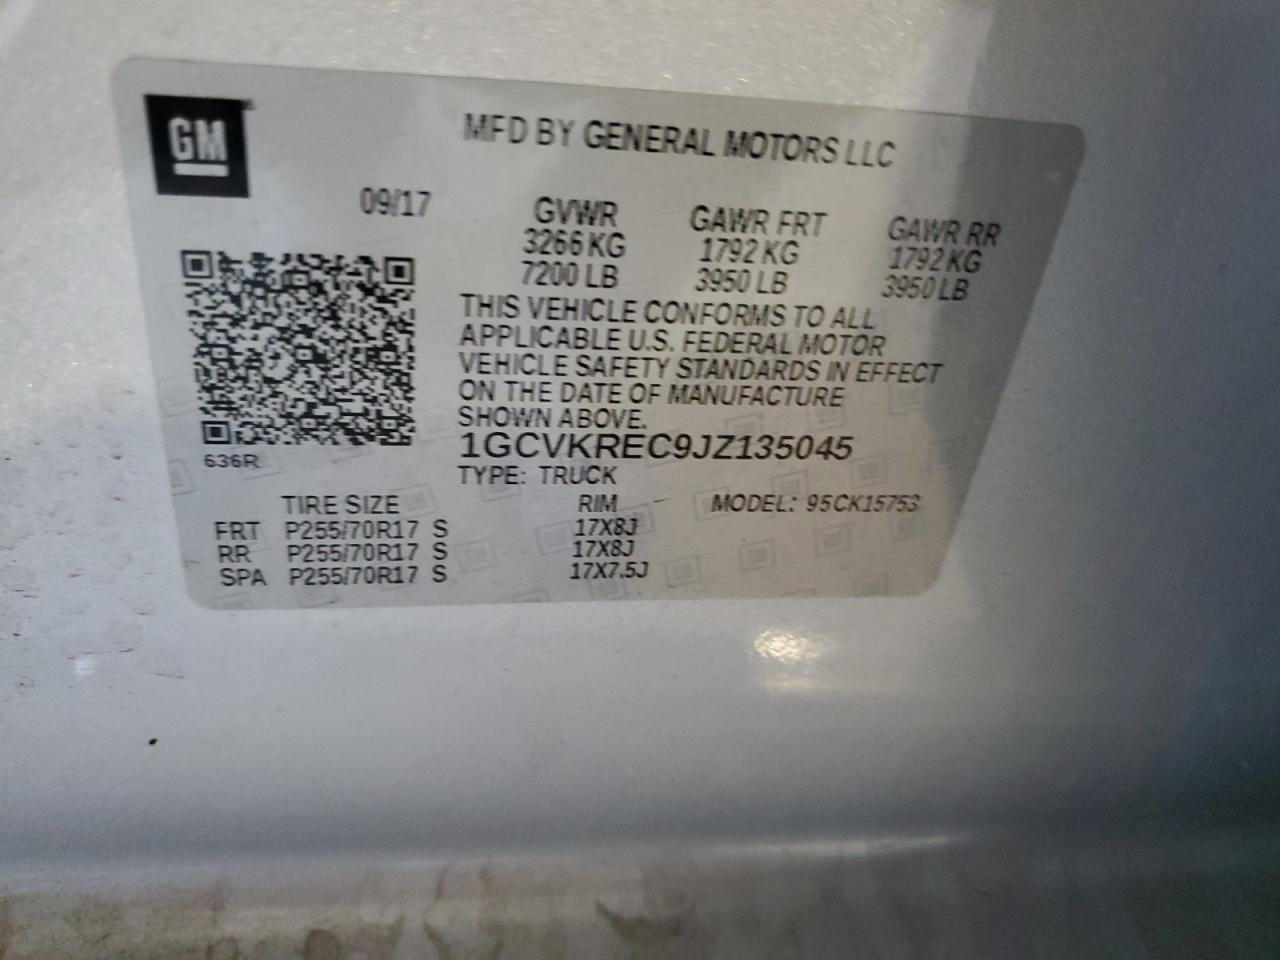 GM
MFD BY GENERAL MOTORS LLC
09/17
GVWR GAWR FRT GAWR RR
3266 KG 1792 KG 1792 KG
7200 LB 3950 LB 3950 LB
THIS VEHICLE CONFORMS TO ALL
APPLICABLE U.S. FEDERAL MOTOR
VEHICLE SAFETY STANDARDS IN EFFECT
ON THE DATE OF MANUFACTURE
SHOWN ABOVE.
1GCVKREC9JZ135045
636R
TYPE: TRUCK
TIRE SIZE RIM MODEL: 95CK15753
FRT P255/70R17 S 17X8J
RR P255/70R17 S 17X8J
SPA P255/70R17 S 17X7.5J